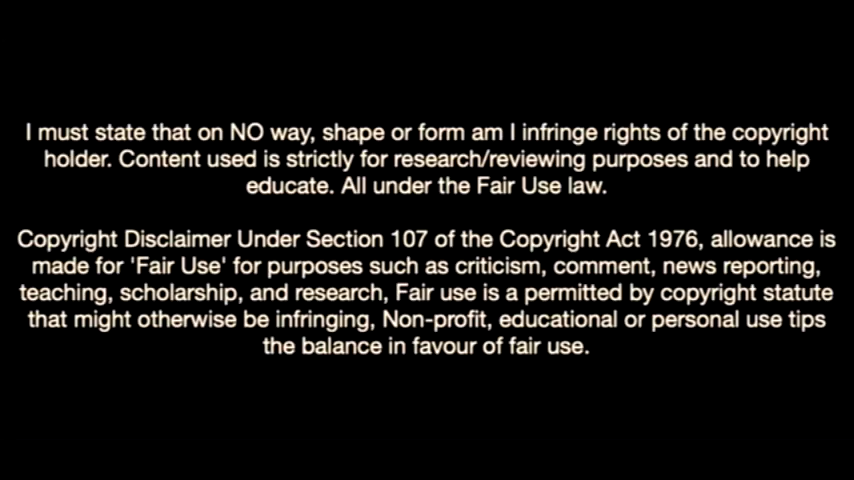 I must state that on NO way, shape or form am I infringe rights of the copyright
holder. Content used is strictly for research/reviewing purposes and to help
educate. All under the Fair Use law.
Copyright Disclaimer Under Section 107 of the Copyright Act 1976, allowance is
made for 'Fair Use' for purposes such as criticism, comment, news reporting,
teaching, scholarship, and research, Fair use is a permitted by copyright statute
that might otherwise be infringing, Non-profit, educational or personal use tips
the balance in favour of fair use.